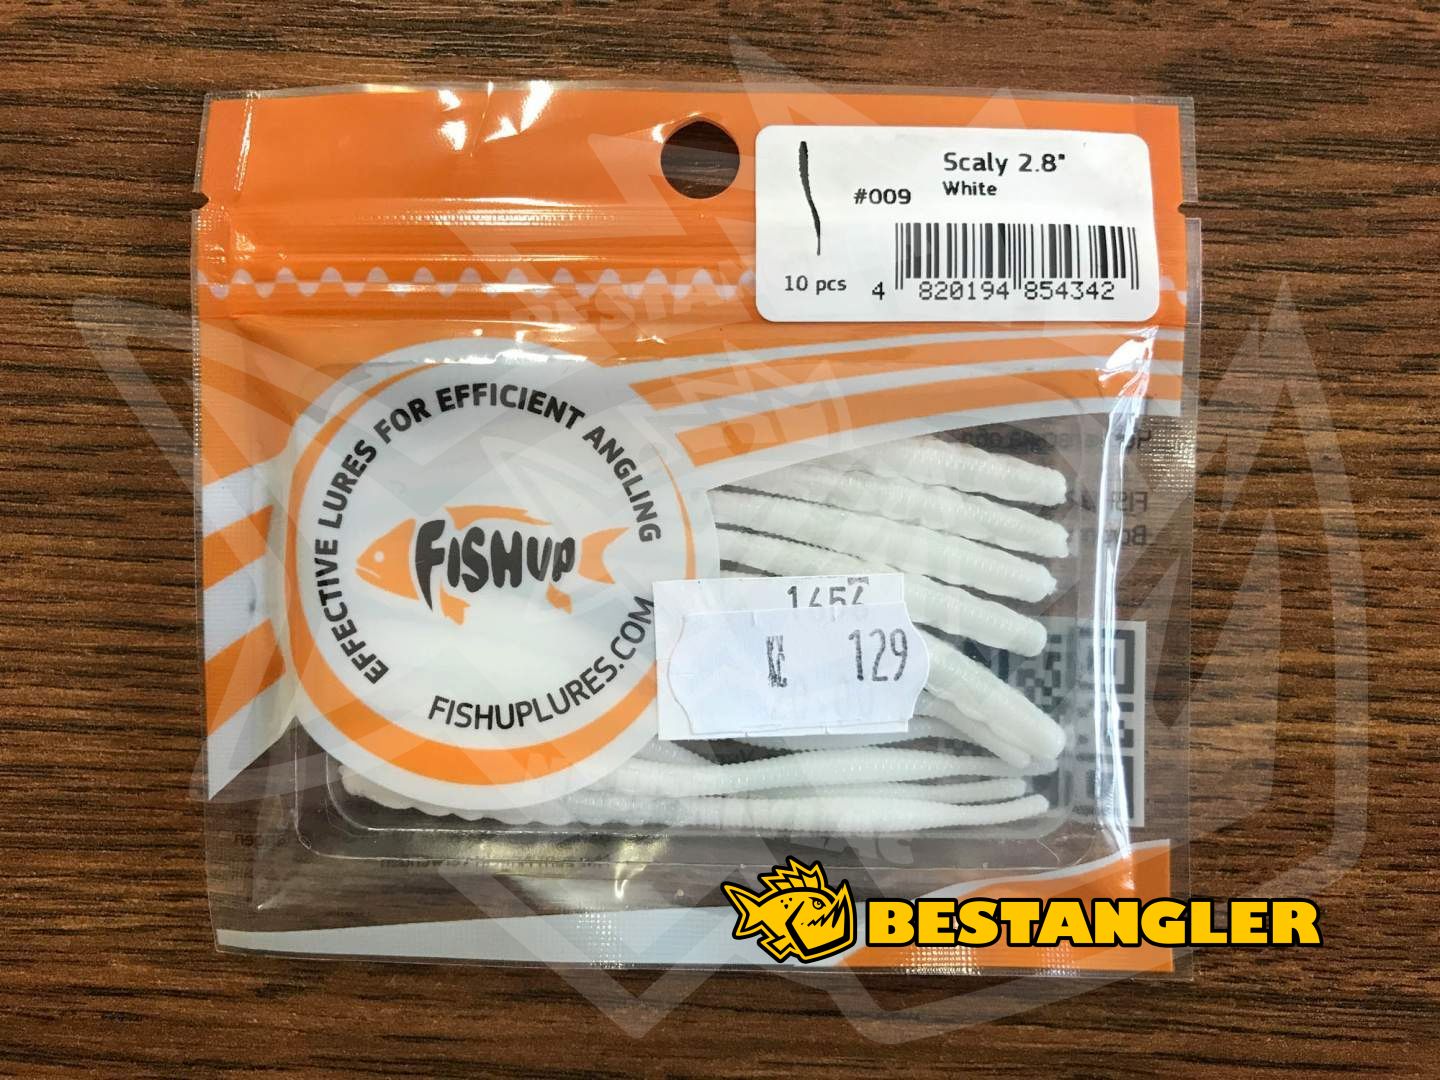 Scaly 2.8"
#009 White
10 pcs
4 820194 854342
EFFECTIVE LURES FOR EFFICIENT ANGLING
FISHUP
FISHUPLURES.COM
Kč 129
BESTANGLER